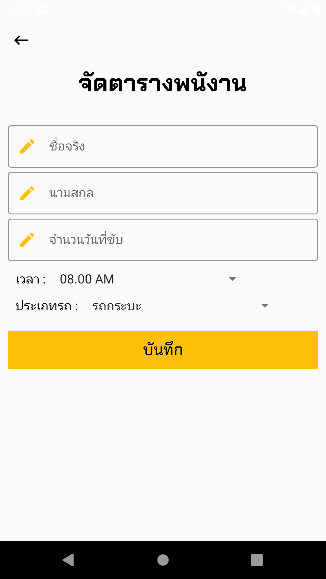 จัดตารางพนังาน
ชื่อจริง
นามสกุล
จำนวนวันที่ขับ
เวลา : 08.00 AM
ประเภทรถ : รถกระบะ
บันทึก